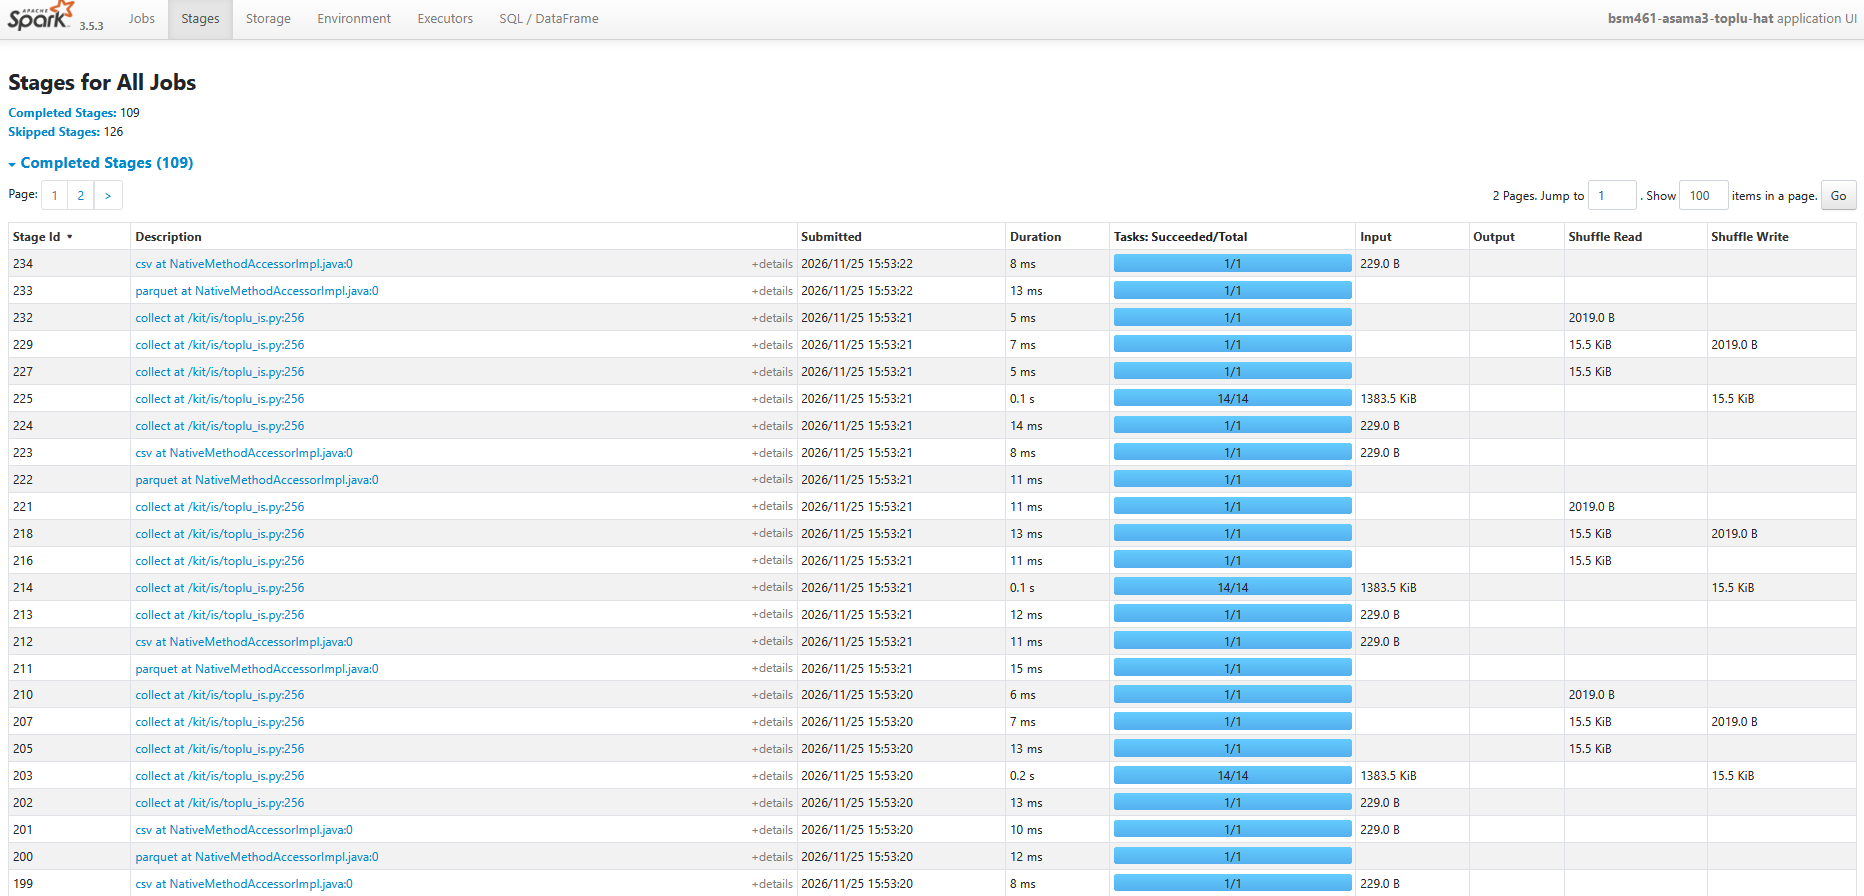 APACHE Spark 3.5.3 Jobs Stages Storage Environment Executors SQL / DataFrame bsm461-asama3-toplu-hat application UI
Stages for All Jobs
Completed Stages: 109
Skipped Stages: 126
Completed Stages (109)
Page: 1 2 > 2 Pages. Jump to 1 . Show 100 items in a page. Go
Stage Id Description Submitted Duration Tasks: Succeeded/Total Input Output Shuffle Read Shuffle Write
234 csv at NativeMethodAccessorImpl.java:0 +details 2026/11/25 15:53:22 8 ms 1/1 229.0 B
233 parquet at NativeMethodAccessorImpl.java:0 +details 2026/11/25 15:53:22 13 ms 1/1
232 collect at /kit/is/toplu_is.py:256 +details 2026/11/25 15:53:21 5 ms 1/1 2019.0 B
229 collect at /kit/is/toplu_is.py:256 +details 2026/11/25 15:53:21 7 ms 1/1 15.5 KiB 2019.0 B
227 collect at /kit/is/toplu_is.py:256 +details 2026/11/25 15:53:21 5 ms 1/1 15.5 KiB
225 collect at /kit/is/toplu_is.py:256 +details 2026/11/25 15:53:21 0.1 s 14/14 1383.5 KiB 15.5 KiB
224 collect at /kit/is/toplu_is.py:256 +details 2026/11/25 15:53:21 14 ms 1/1 229.0 B
223 csv at NativeMethodAccessorImpl.java:0 +details 2026/11/25 15:53:21 8 ms 1/1 229.0 B
222 parquet at NativeMethodAccessorImpl.java:0 +details 2026/11/25 15:53:21 11 ms 1/1
221 collect at /kit/is/toplu_is.py:256 +details 2026/11/25 15:53:21 11 ms 1/1 2019.0 B
218 collect at /kit/is/toplu_is.py:256 +details 2026/11/25 15:53:21 13 ms 1/1 15.5 KiB 2019.0 B
216 collect at /kit/is/toplu_is.py:256 +details 2026/11/25 15:53:21 11 ms 1/1 15.5 KiB
214 collect at /kit/is/toplu_is.py:256 +details 2026/11/25 15:53:21 0.1 s 14/14 1383.5 KiB 15.5 KiB
213 collect at /kit/is/toplu_is.py:256 +details 2026/11/25 15:53:21 12 ms 1/1 229.0 B
212 csv at NativeMethodAccessorImpl.java:0 +details 2026/11/25 15:53:21 11 ms 1/1 229.0 B
211 parquet at NativeMethodAccessorImpl.java:0 +details 2026/11/25 15:53:21 15 ms 1/1
210 collect at /kit/is/toplu_is.py:256 +details 2026/11/25 15:53:20 6 ms 1/1 2019.0 B
207 collect at /kit/is/toplu_is.py:256 +details 2026/11/25 15:53:20 7 ms 1/1 15.5 KiB 2019.0 B
205 collect at /kit/is/toplu_is.py:256 +details 2026/11/25 15:53:20 13 ms 1/1 15.5 KiB
203 collect at /kit/is/toplu_is.py:256 +details 2026/11/25 15:53:20 0.2 s 14/14 1383.5 KiB 15.5 KiB
202 collect at /kit/is/toplu_is.py:256 +details 2026/11/25 15:53:20 13 ms 1/1 229.0 B
201 csv at NativeMethodAccessorImpl.java:0 +details 2026/11/25 15:53:20 10 ms 1/1 229.0 B
200 parquet at NativeMethodAccessorImpl.java:0 +details 2026/11/25 15:53:20 12 ms 1/1
199 csv at NativeMethodAccessorImpl.java:0 +details 2026/11/25 15:53:20 8 ms 1/1 229.0 B